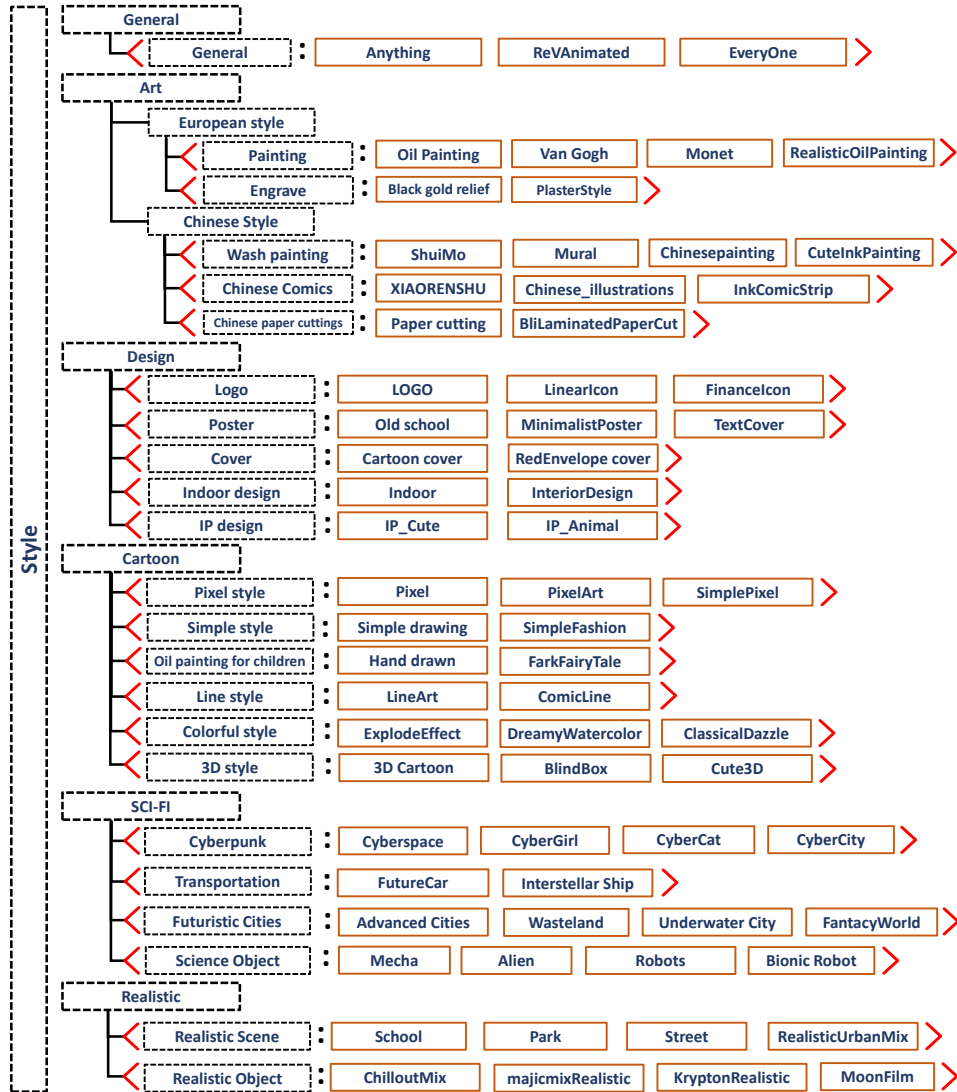 Style
General
General : Anything ReVAnimated EveryOne
Art
European style
Painting : Oil Painting Van Gogh Monet RealisticOilPainting
Engrave : Black gold relief PlasterStyle
Chinese Style
Wash painting : ShuiMo Mural Chinesepainting CuteInkPainting
Chinese Comics : XIAORENSHU Chinese_illustrations InkComicStrip
Chinese paper cuttings : Paper cutting BliLaminatedPaperCut
Design
Logo : LOGO LinearIcon FinanceIcon
Poster : Old school MinimalistPoster TextCover
Cover : Cartoon cover RedEnvelope cover
Indoor design : Indoor InteriorDesign
IP design : IP_Cute IP_Animal
Cartoon
Pixel style : Pixel PixelArt SimplePixel
Simple style : Simple drawing SimpleFashion
Oil painting for children : Hand drawn FarkFairyTale
Line style : LineArt ComicLine
Colorful style : ExplodeEffect DreamyWatercolor ClassicalDazzle
3D style : 3D Cartoon BlindBox Cute3D
SCI-FI
Cyberpunk : Cyberspace CyberGirl CyberCat CyberCity
Transportation : FutureCar Interstellar Ship
Futuristic Cities : Advanced Cities Wasteland Underwater City FantacyWorld
Science Object : Mecha Alien Robots Bionic Robot
Realistic
Realistic Scene : School Park Street RealisticUrbanMix
Realistic Object : ChilloutMix majicmixRealistic KryptonRealistic MoonFilm